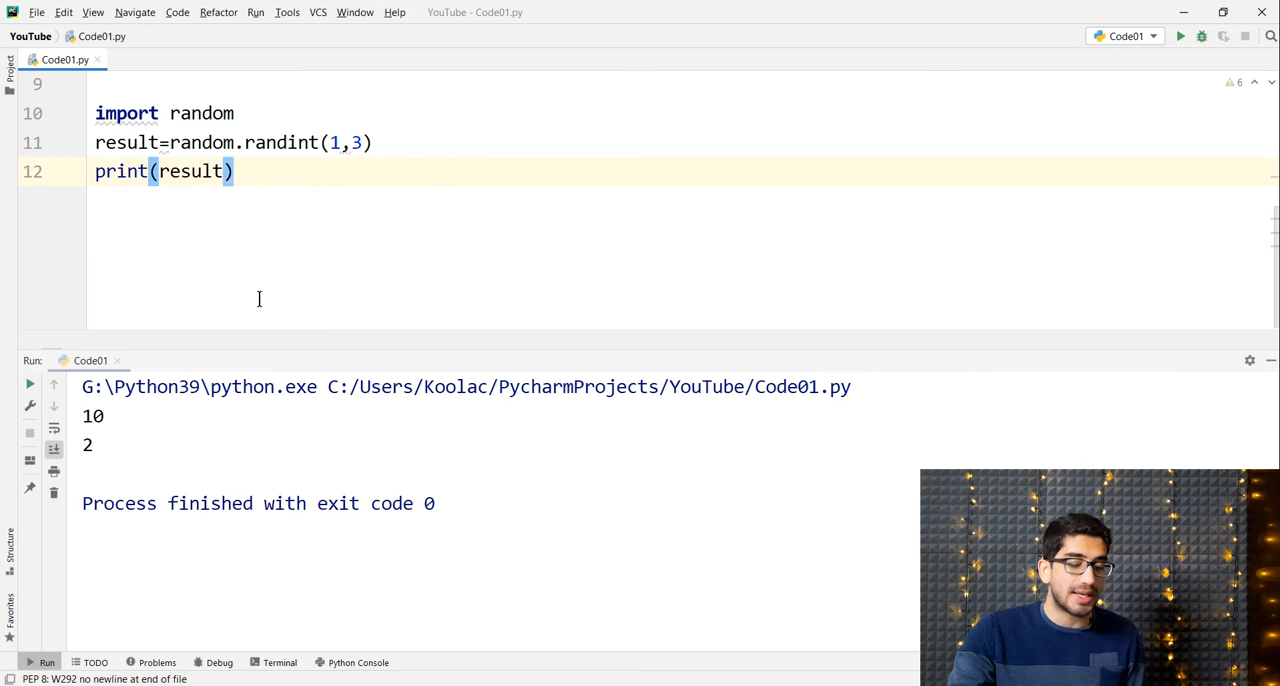 File Edit View Navigate Code Refactor Run Tools VCS Window Help YouTube - Code01.py
YouTube Code01.py Code01
Project
Code01.py
6
9
10 import random
11 result=random.randint(1,3)
12 print(result)
Run: Code01
G:\Python39\python.exe C:/Users/Koolac/PycharmProjects/YouTube/Code01.py
10
2
Process finished with exit code 0
Structure
Favorites
Run TODO Problems Debug Terminal Python Console
PEP 8: W292 no newline at end of file